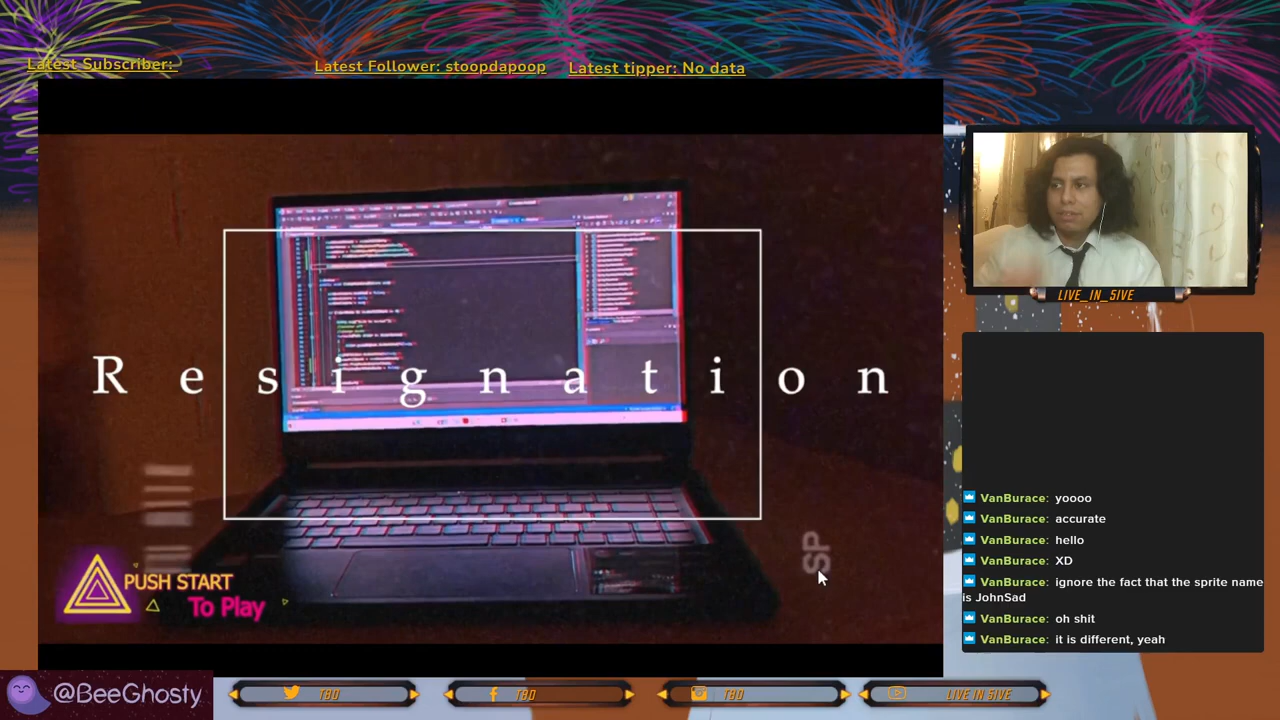 Latest Subscriber:
Latest Follower: stoopdapoop
Latest tipper: No data
LIVE_IN_5IVE
Resignation
VanBurace: yoooo
VanBurace: accurate
VanBurace: hello
VanBurace: XD
VanBurace: ignore the fact that the sprite name
is JohnSad
VanBurace: oh shit
VanBurace: it is different, yeah
SP
PUSH START
To Play
@BeeGhosty
TBD
TBD
TBD
LIVE IN 5IVE